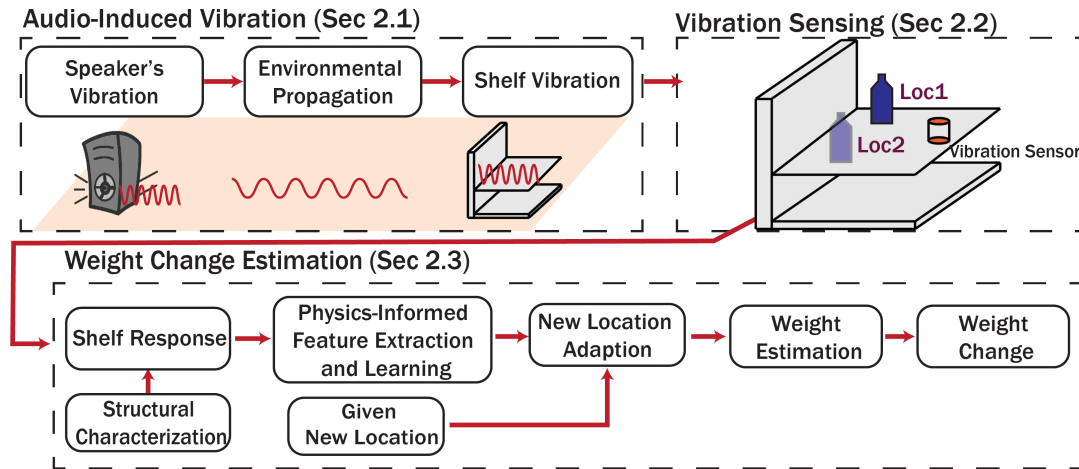 Audio-Induced Vibration (Sec 2.1)
Speaker's
Vibration
Environmental
Propagation
Shelf Vibration
Vibration Sensing (Sec 2.2)
Loc1
Loc2
Vibration Sensor
Weight Change Estimation (Sec 2.3)
Shelf Response
Physics-Informed
Feature Extraction
and Learning
New Location
Adaption
Weight
Estimation
Weight
Change
Structural
Characterization
Given
New Location